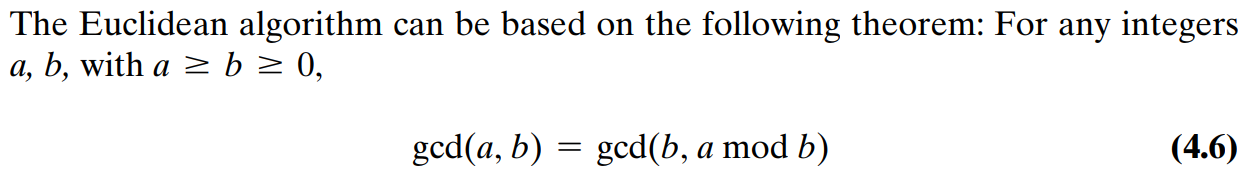 The Euclidean algorithm can be based on the following theorem: For any integers
a, b, with a ≥ b ≥ 0,
gcd(a, b) = gcd(b, a mod b) (4.6)